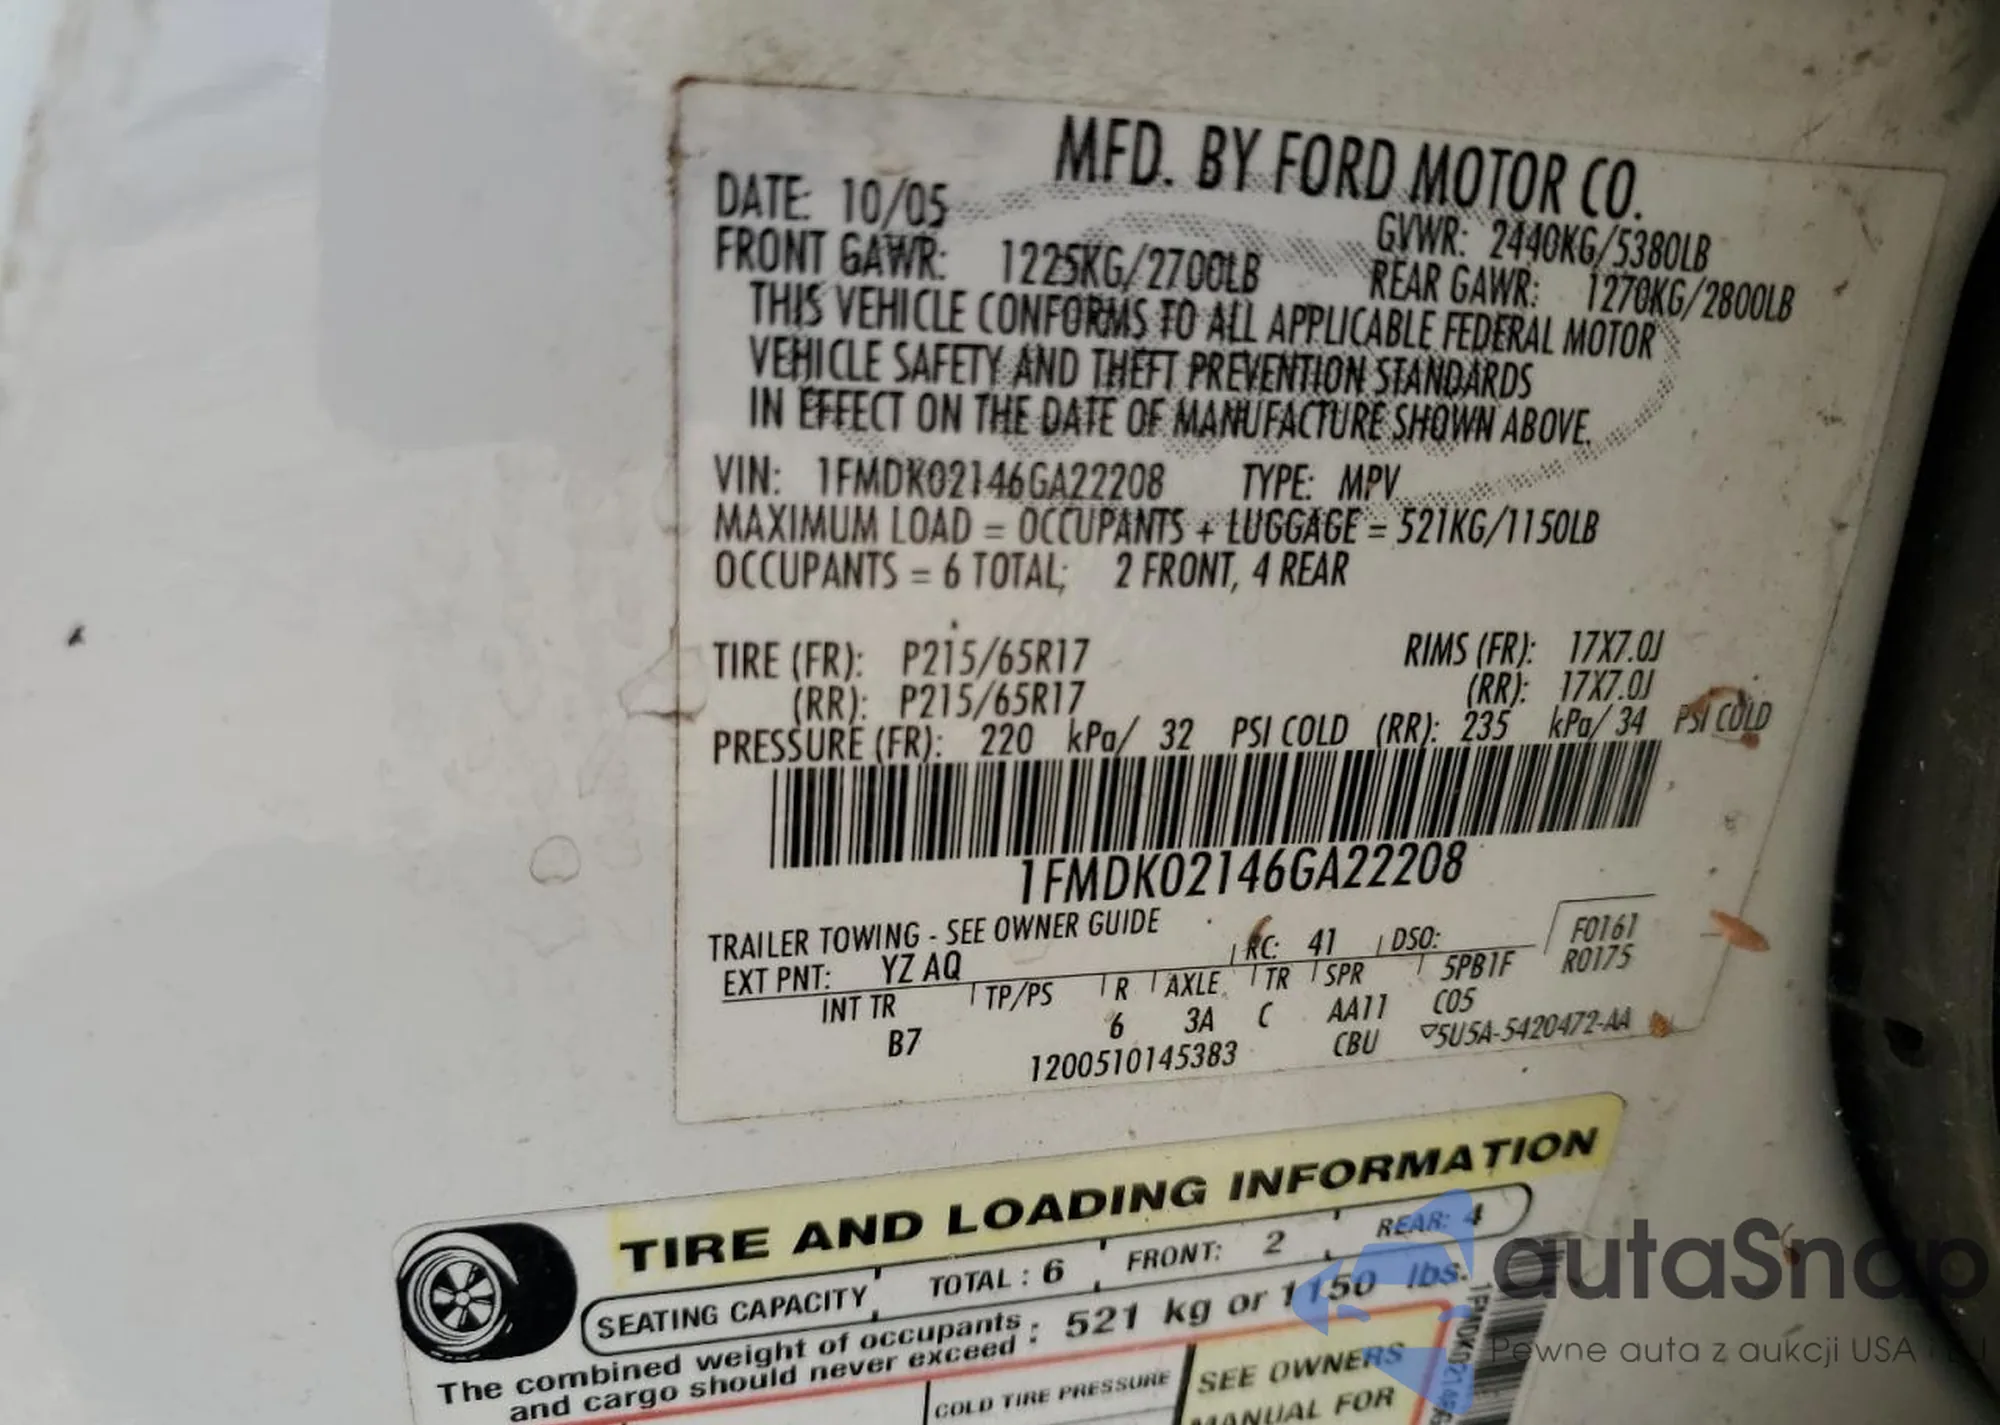 MFD. BY FORD MOTOR CO.
DATE: 10/05
GVWR: 2440KG/5380LB
FRONT GAWR: 1225KG/2700LB REAR GAWR: 1270KG/2800LB
THIS VEHICLE CONFORMS TO ALL APPLICABLE FEDERAL MOTOR
VEHICLE SAFETY AND THEFT PREVENTION STANDARDS
IN EFFECT ON THE DATE OF MANUFACTURE SHOWN ABOVE.
VIN: 1FMDK02146GA22208 TYPE: MPV
MAXIMUM LOAD = OCCUPANTS + LUGGAGE = 521KG/1150LB
OCCUPANTS = 6 TOTAL; 2 FRONT, 4 REAR
TIRE (FR): P215/65R17 RIMS (FR): 17X7.0J
(RR): P215/65R17 (RR): 17X7.0J
PRESSURE (FR): 220 kPa/ 32 PSI COLD (RR): 235 kPa/ 34 PSI COLD
1FMDK02146GA22208
TRAILER TOWING - SEE OWNER GUIDE
EXT PNT: YZ AQ RC: 41 DSO: F0161
INT TR TP/PS R AXLE TR SPR 5PB1F R0175
B7 6 3A C AA11 C05
1200510145383 CBU 5U5A-5420472-AA
TIRE AND LOADING INFORMATION
SEATING CAPACITY TOTAL : 6 FRONT: 2 REAR: 4
The combined weight of occupants and cargo should never exceed : 521 kg or 1150 lbs.
COLD TIRE PRESSURE
SEE OWNERS
MANUAL FOR
autaSnap
Pewne auta z aukcji USA i EU